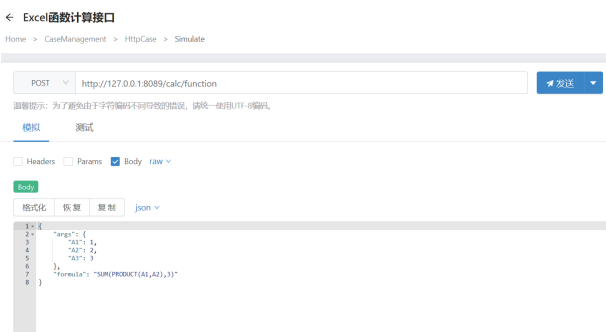 ← Excel函数计算接口
Home > CaseManagement > HttpCase > Simulate
POST http://127.0.0.1:8089/calc/function 发送
温馨提示：为了避免由于字符编码不同导致的错误，请统一使用UTF-8编码。
模拟 测试
Headers Params Body raw
Body
格式化 恢复 复制 json
1 {
2 "args": {
3 "A1": 1,
4 "A2": 2,
5 "A3": 3
6 },
7 "formula": "SUM(PRODUCT(A1,A2),3)"
8 }